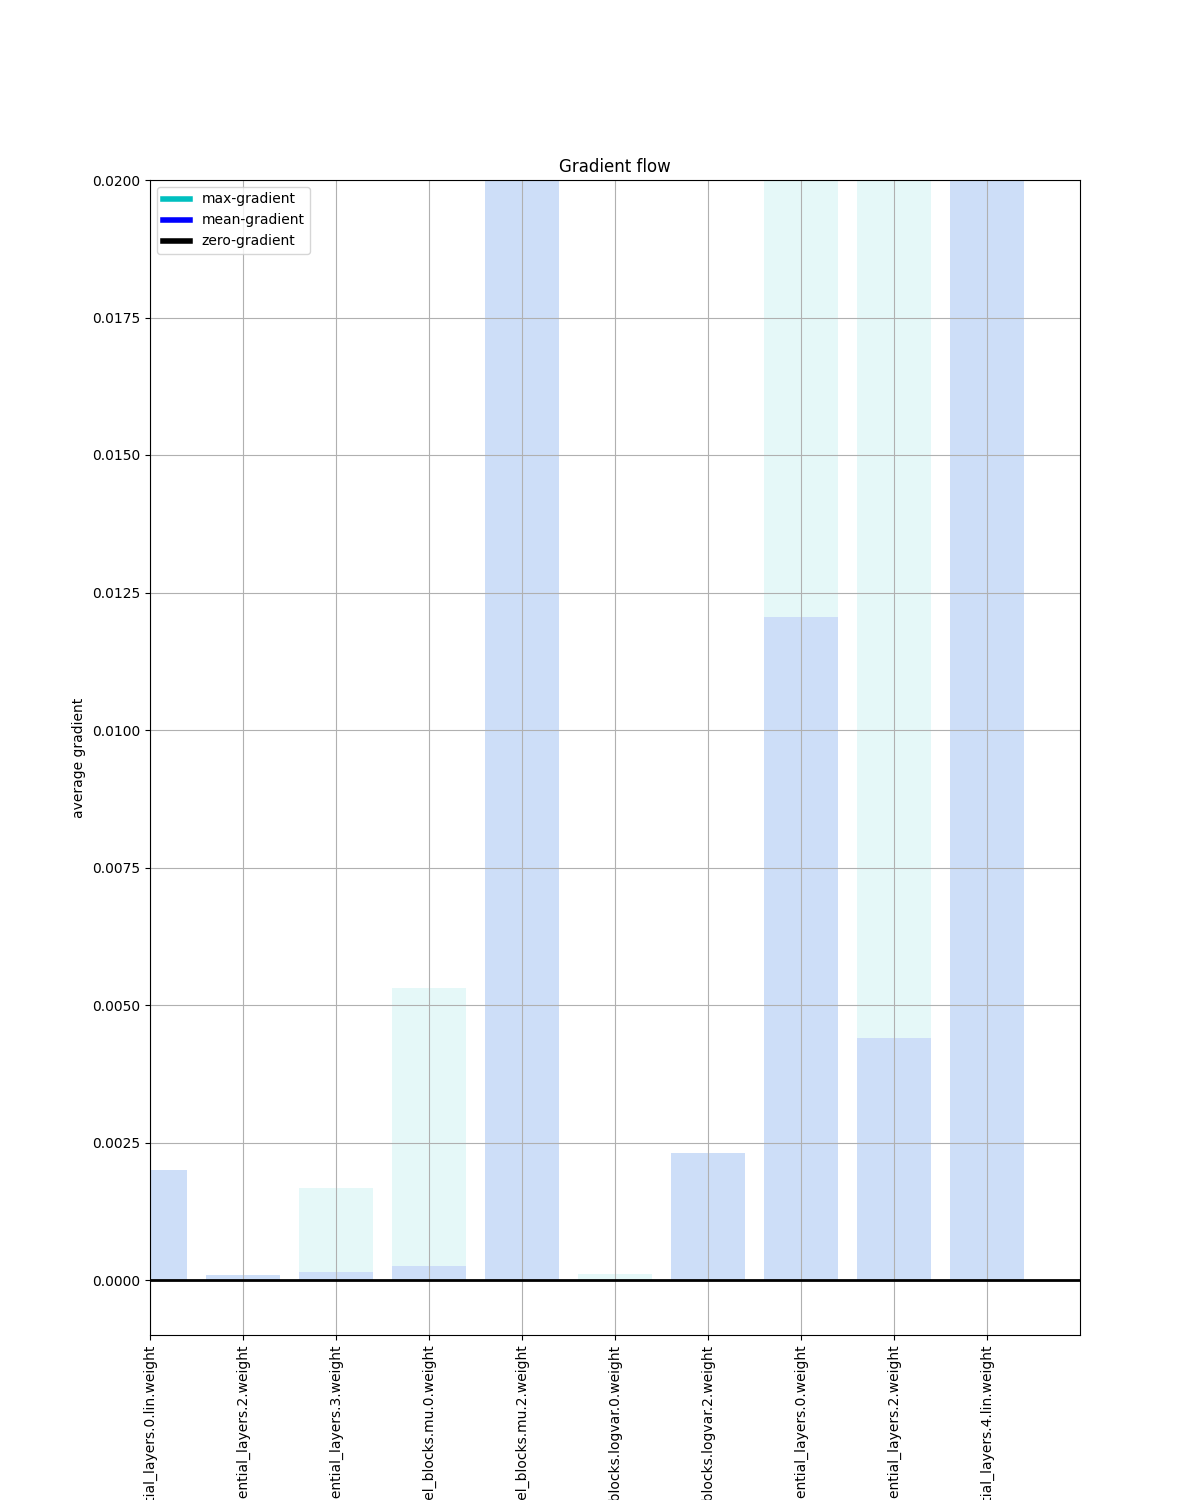 Gradient flow
max-gradient
mean-gradient
zero-gradient
0.0200
0.0175
0.0150
0.0125
0.0100
0.0075
0.0050
0.0025
0.0000
average gradient
tial_layers.0.lin.weight
ential_layers.2.weight
ential_layers.3.weight
el_blocks.mu.0.weight
el_blocks.mu.2.weight
blocks.logvar.0.weight
blocks.logvar.2.weight
ential_layers.0.weight
ential_layers.2.weight
tial_layers.4.lin.weight